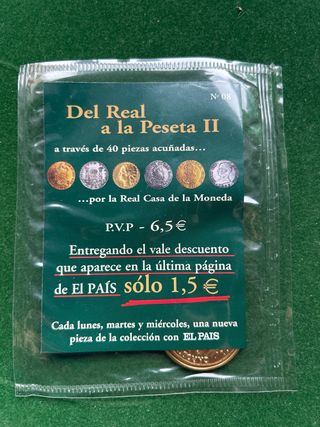 Nº 08
Del Real
a la Peseta II
a través de 40 piezas acuñadas...
...por la Real Casa de la Moneda
P.V.P - 6,5€
Entregando el vale descuento
que aparece en la última página
de EL PAÍS sólo 1,5€
Cada lunes, martes y miércoles, una nueva
pieza de la colección con EL PAIS